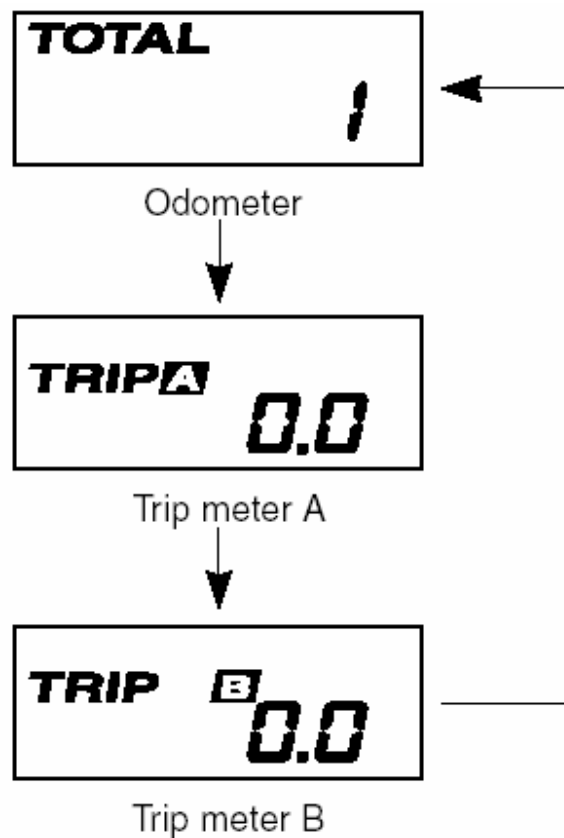 TOTAL
1
Odometer
TRIP A
0.0
Trip meter A
TRIP B
0.0
Trip meter B